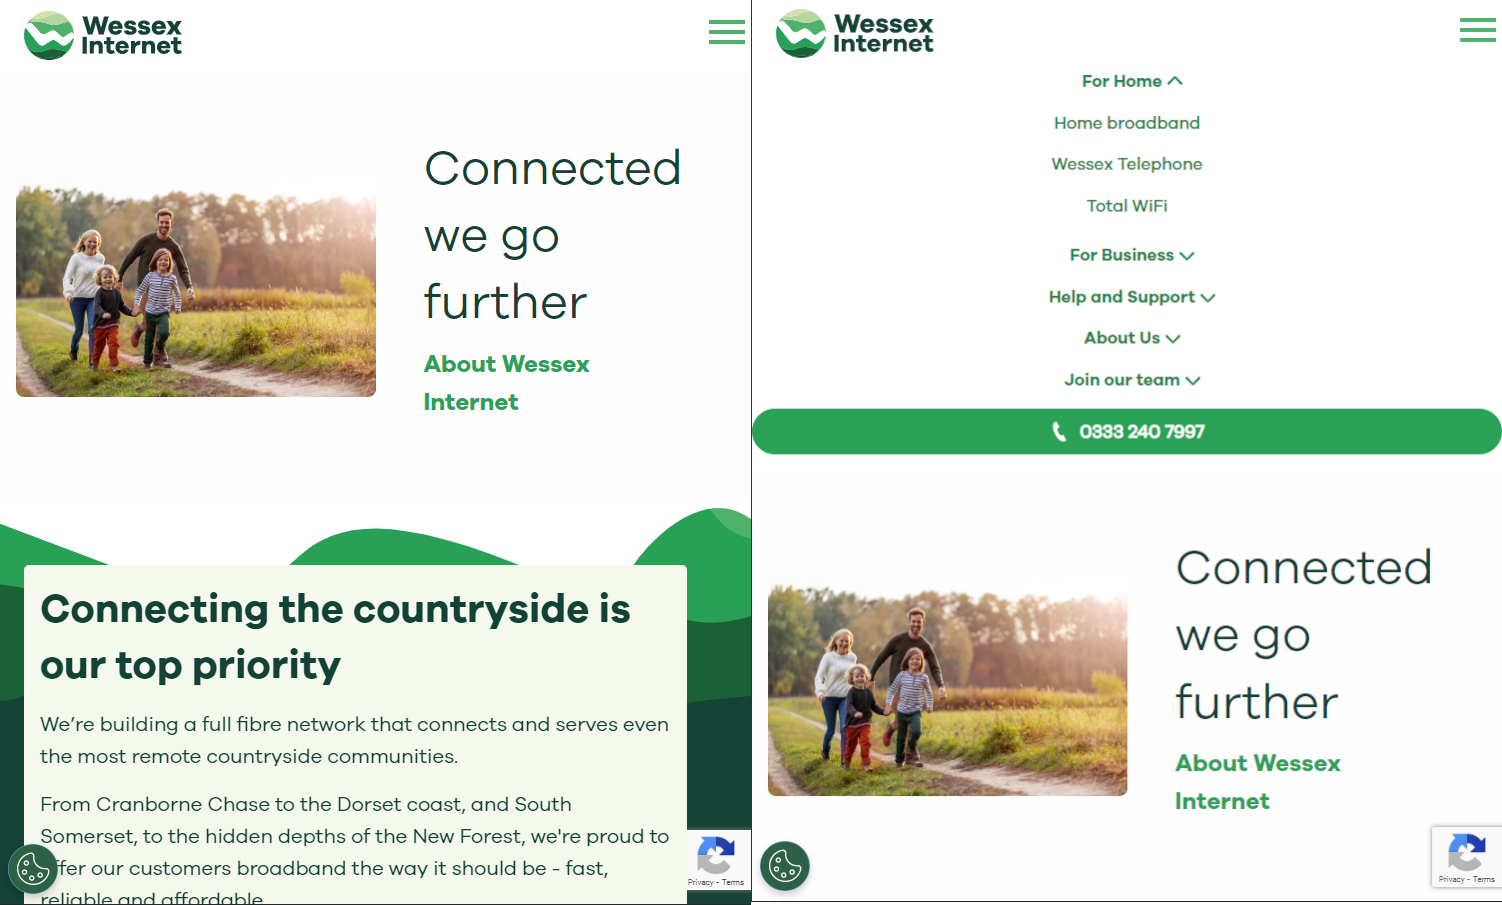 Wessex
Internet
Connected
we go
further
About Wessex
Internet
Connecting the countryside is
our top priority
We’re building a full fibre network that connects and serves even
the most remote countryside communities.
From Cranborne Chase to the Dorset coast, and South
Somerset, to the hidden depths of the New Forest, we're proud to
offer our customers broadband the way it should be - fast,
reliable and affordable.
Privacy - Terms
Wessex
Internet
For Home
Home broadband
Wessex Telephone
Total WiFi
For Business
Help and Support
About Us
Join our team
0333 240 7997
Connected
we go
further
About Wessex
Internet
Privacy - Terms